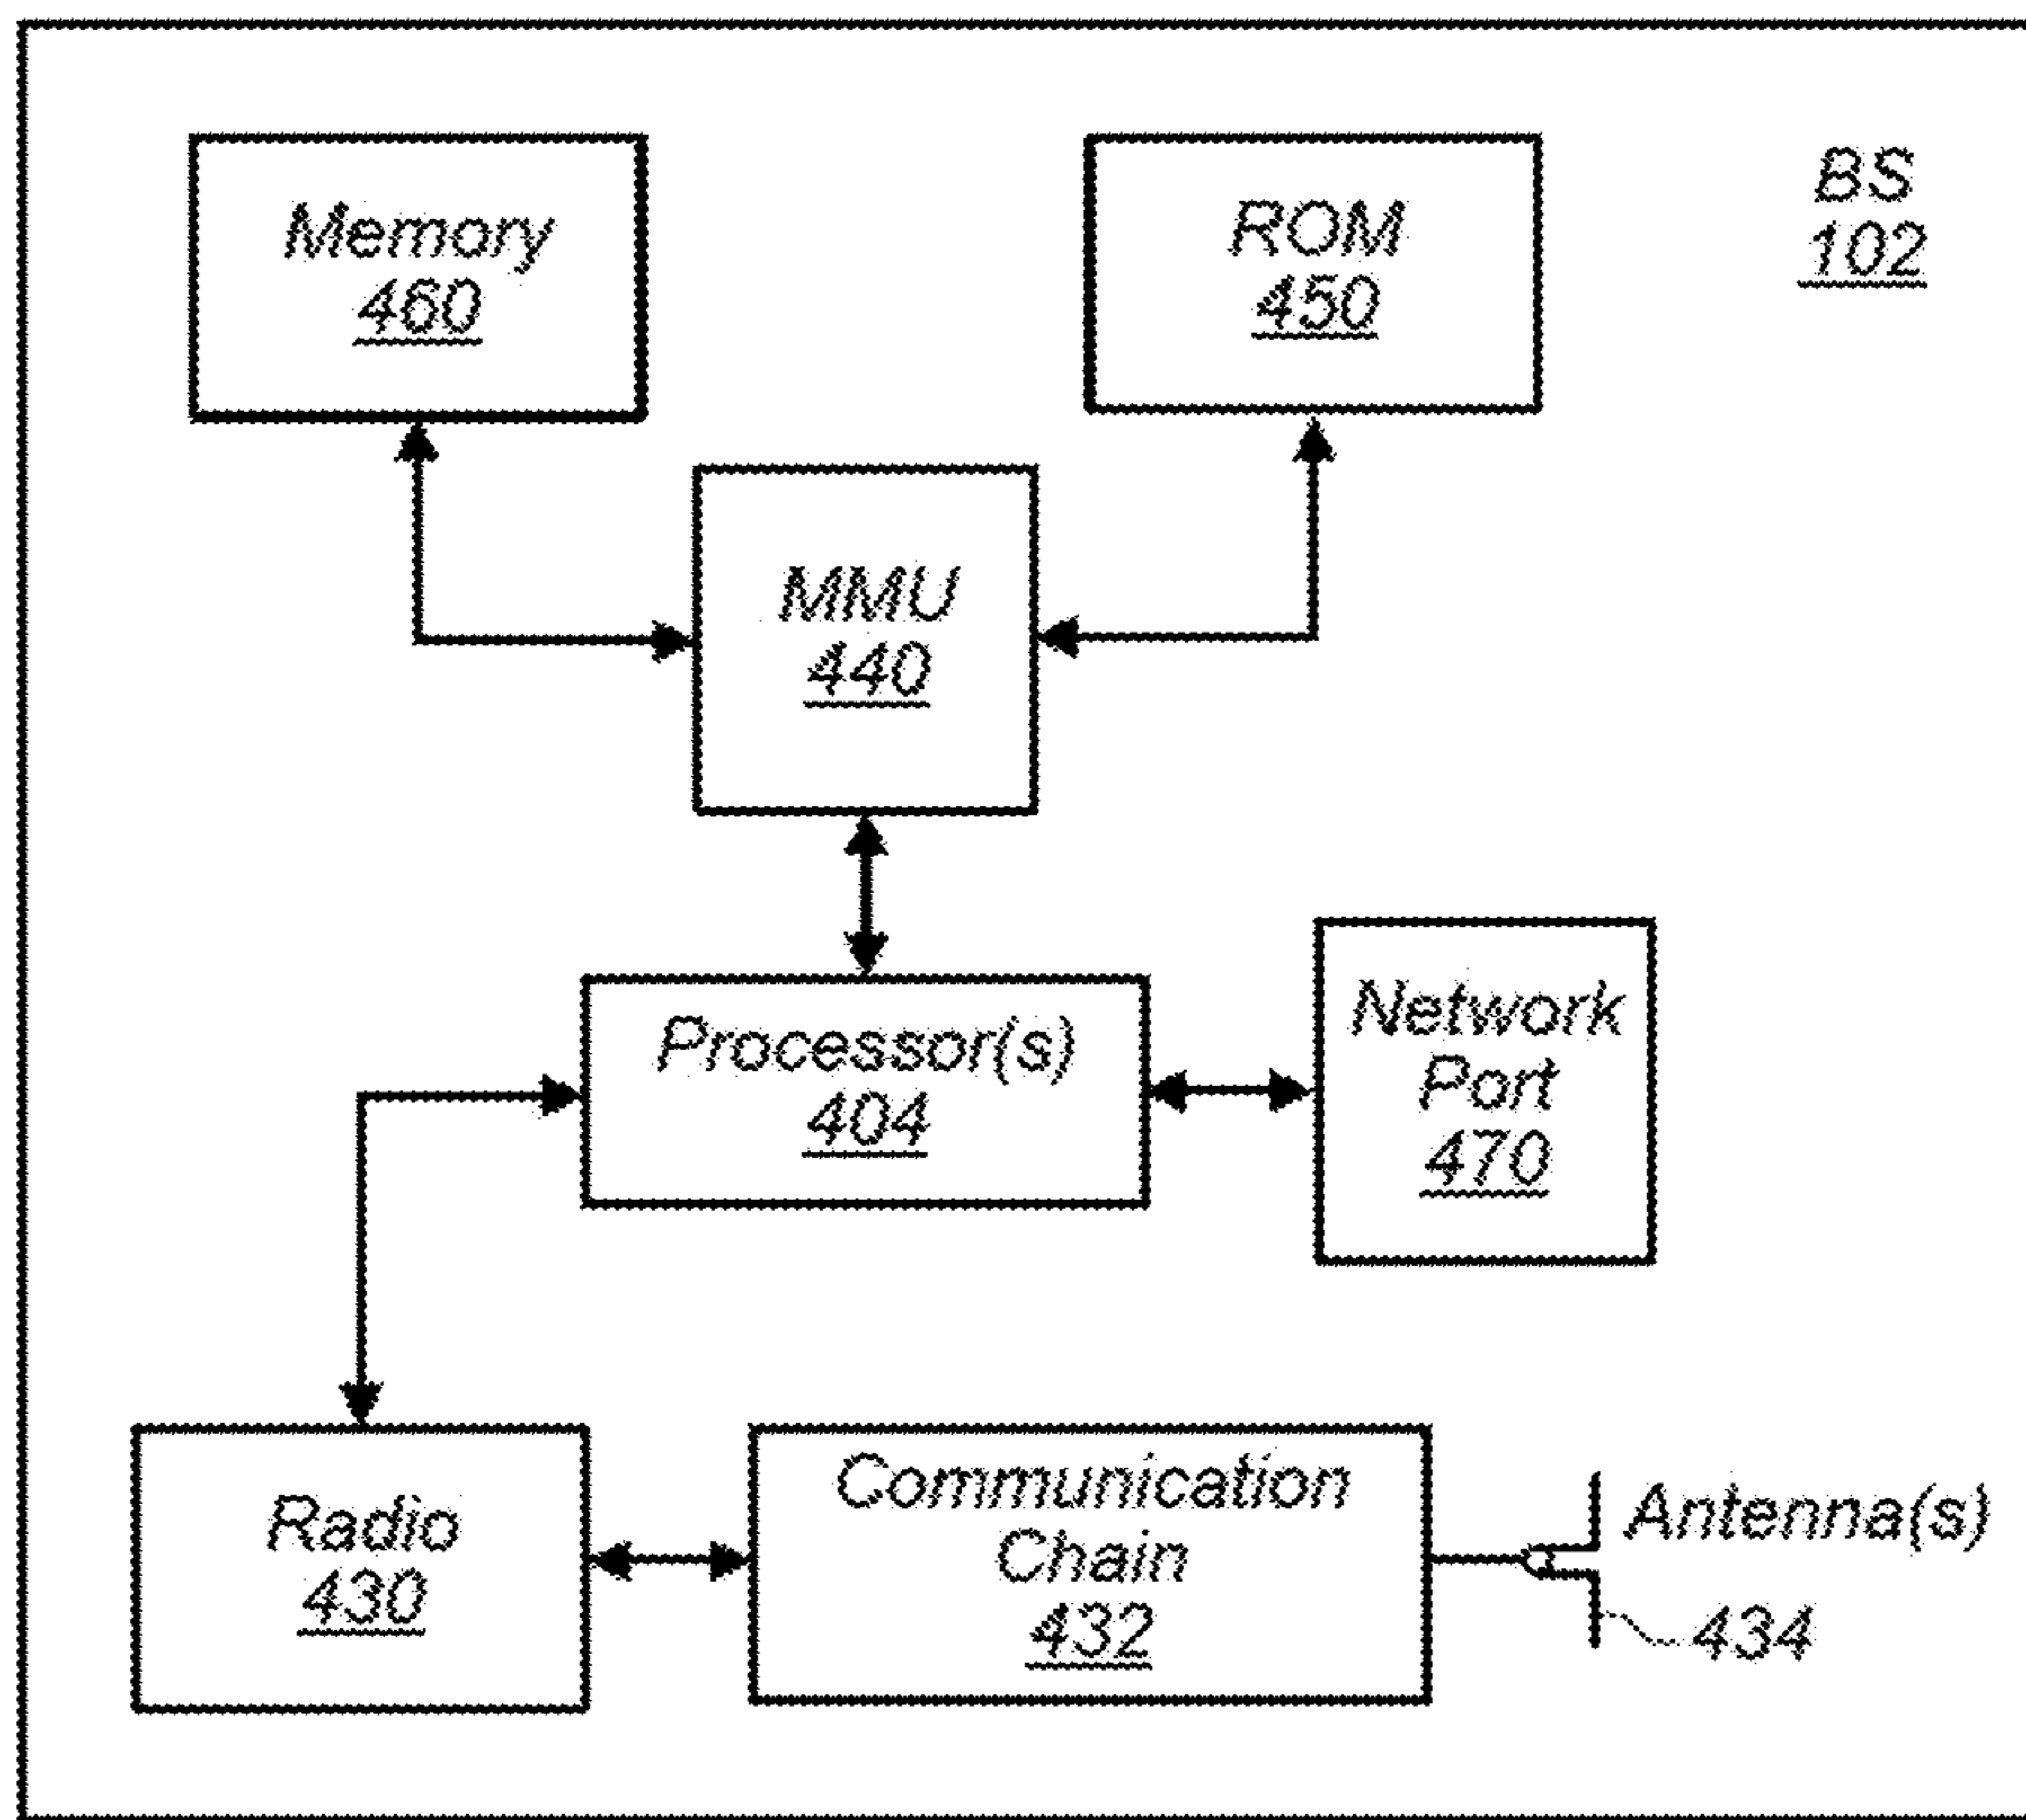 Memory
460
ROM
450
BS
102
MMU
440
Processor(s)
404
Network
Port
470
Radio
430
Communication
Chain
432
Antenna(s)
434